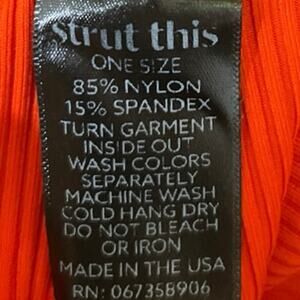 strut this
ONE SIZE
85% NYLON
15% SPANDEX
TURN GARMENT
INSIDE OUT
WASH COLORS
SEPARATELY
MACHINE WASH
COLD HANG DRY
DO NOT BLEACH
OR IRON
MADE IN THE USA
RN: 067358906